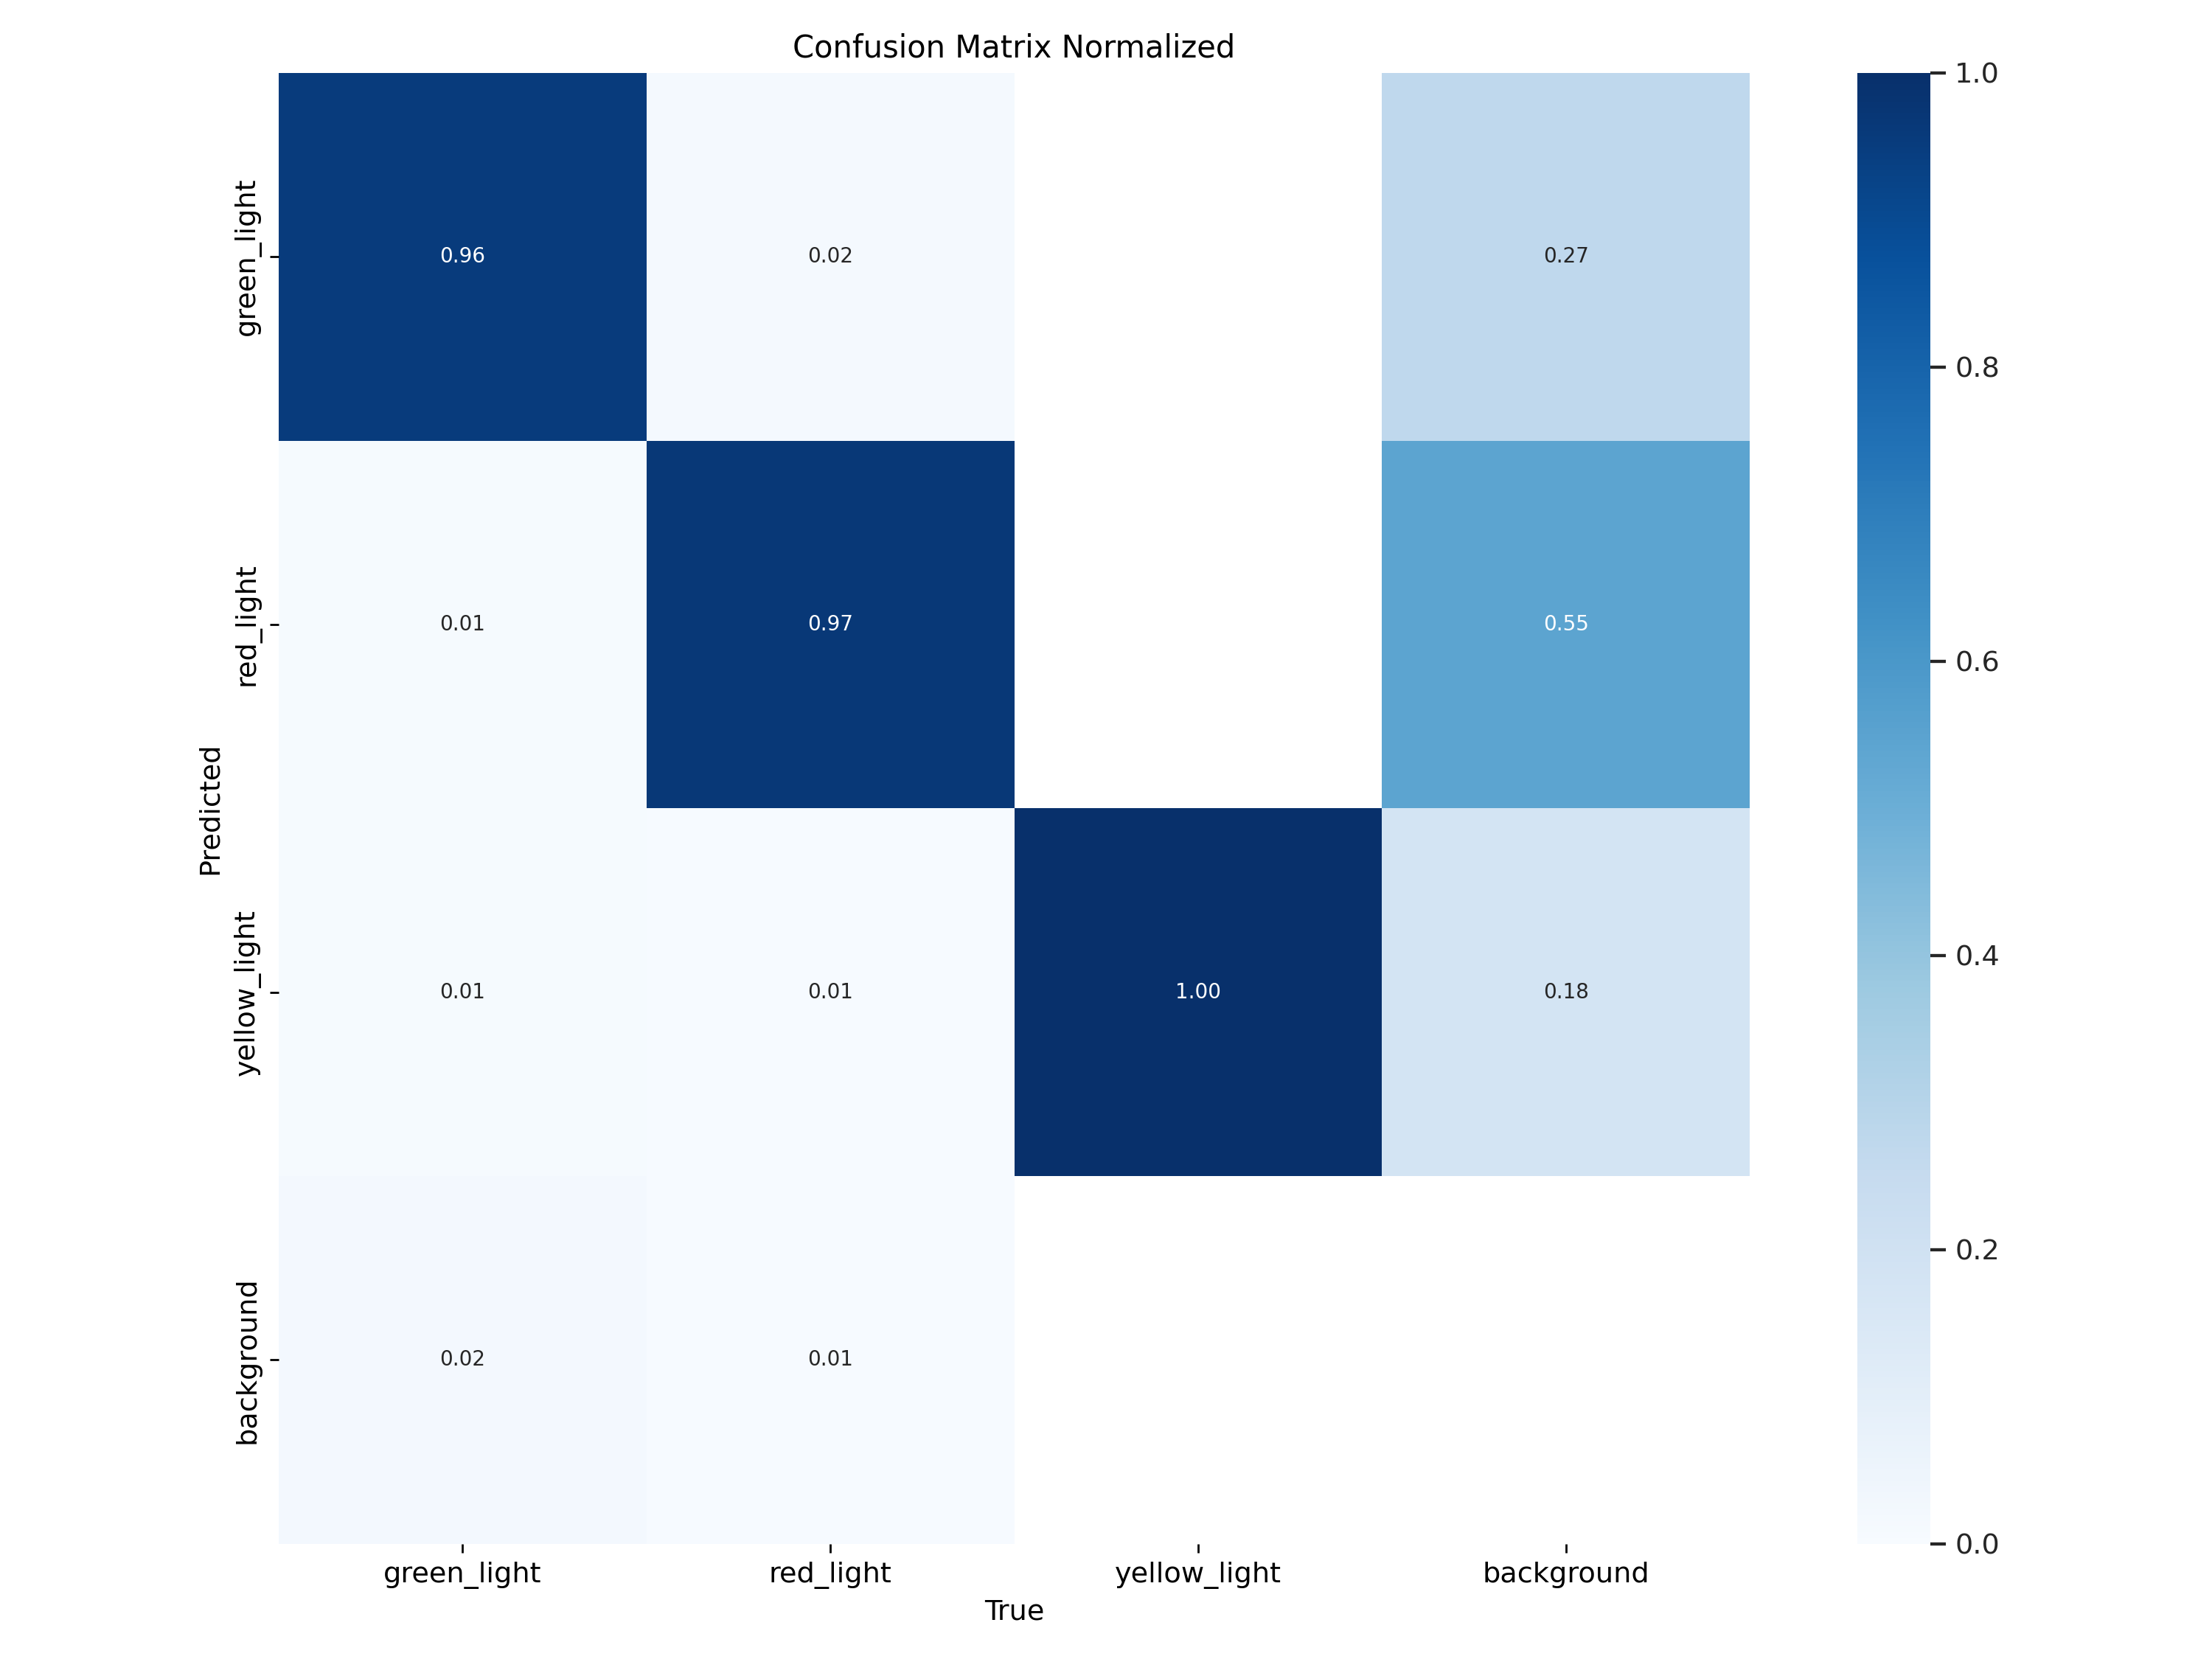 Confusion Matrix Normalized
green_light
0.96
0.02
0.27
red_light
0.01
0.97
0.55
yellow_light
0.01
0.01
1.00
0.18
background
0.02
0.01
Predicted
green_light
red_light
yellow_light
background
True
1.0
0.8
0.6
0.4
0.2
0.0